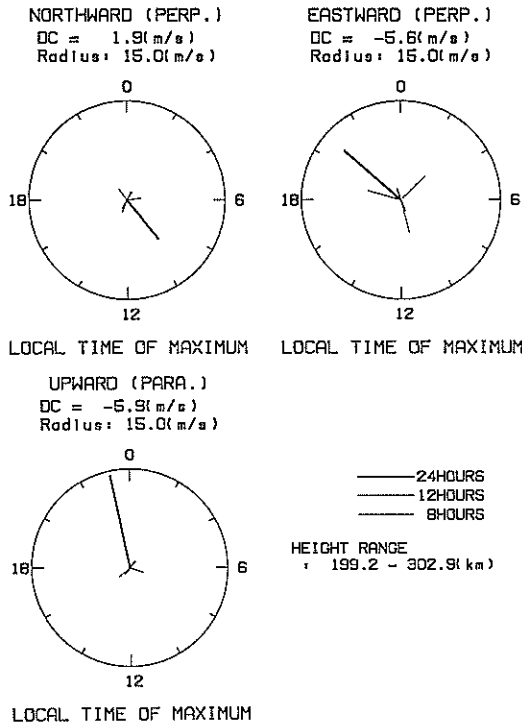 NORTHWARD (PERP.)
DC = 1.9(m/s)
Radius: 15.0(m/s)
0
18
6
12
LOCAL TIME OF MAXIMUM
EASTWARD (PERP.)
DC = -5.6(m/s)
Radius: 15.0(m/s)
0
18
6
12
LOCAL TIME OF MAXIMUM
UPWARD (PARA.)
DC = -5.9(m/s)
Radius: 15.0(m/s)
0
18
6
12
LOCAL TIME OF MAXIMUM
24HOURS
12HOURS
8HOURS
HEIGHT RANGE
: 199.2 - 302.9(km)